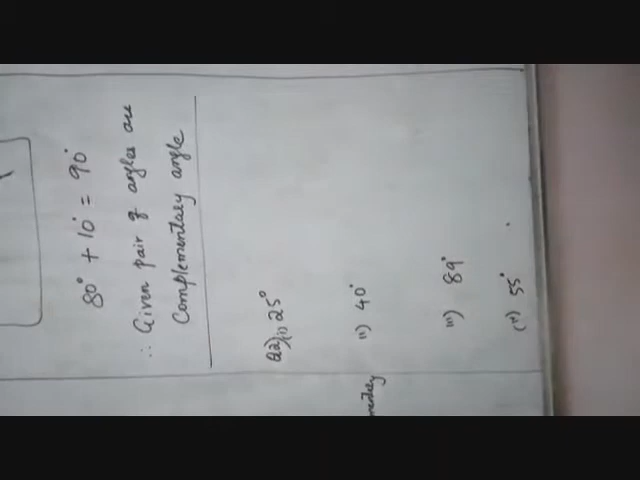 80° + 10° = 90°
∴ Given pair of angles are
Complementary angle
Q2) (i) 25°
ii) 40°
iii) 89°
(iv) 55°